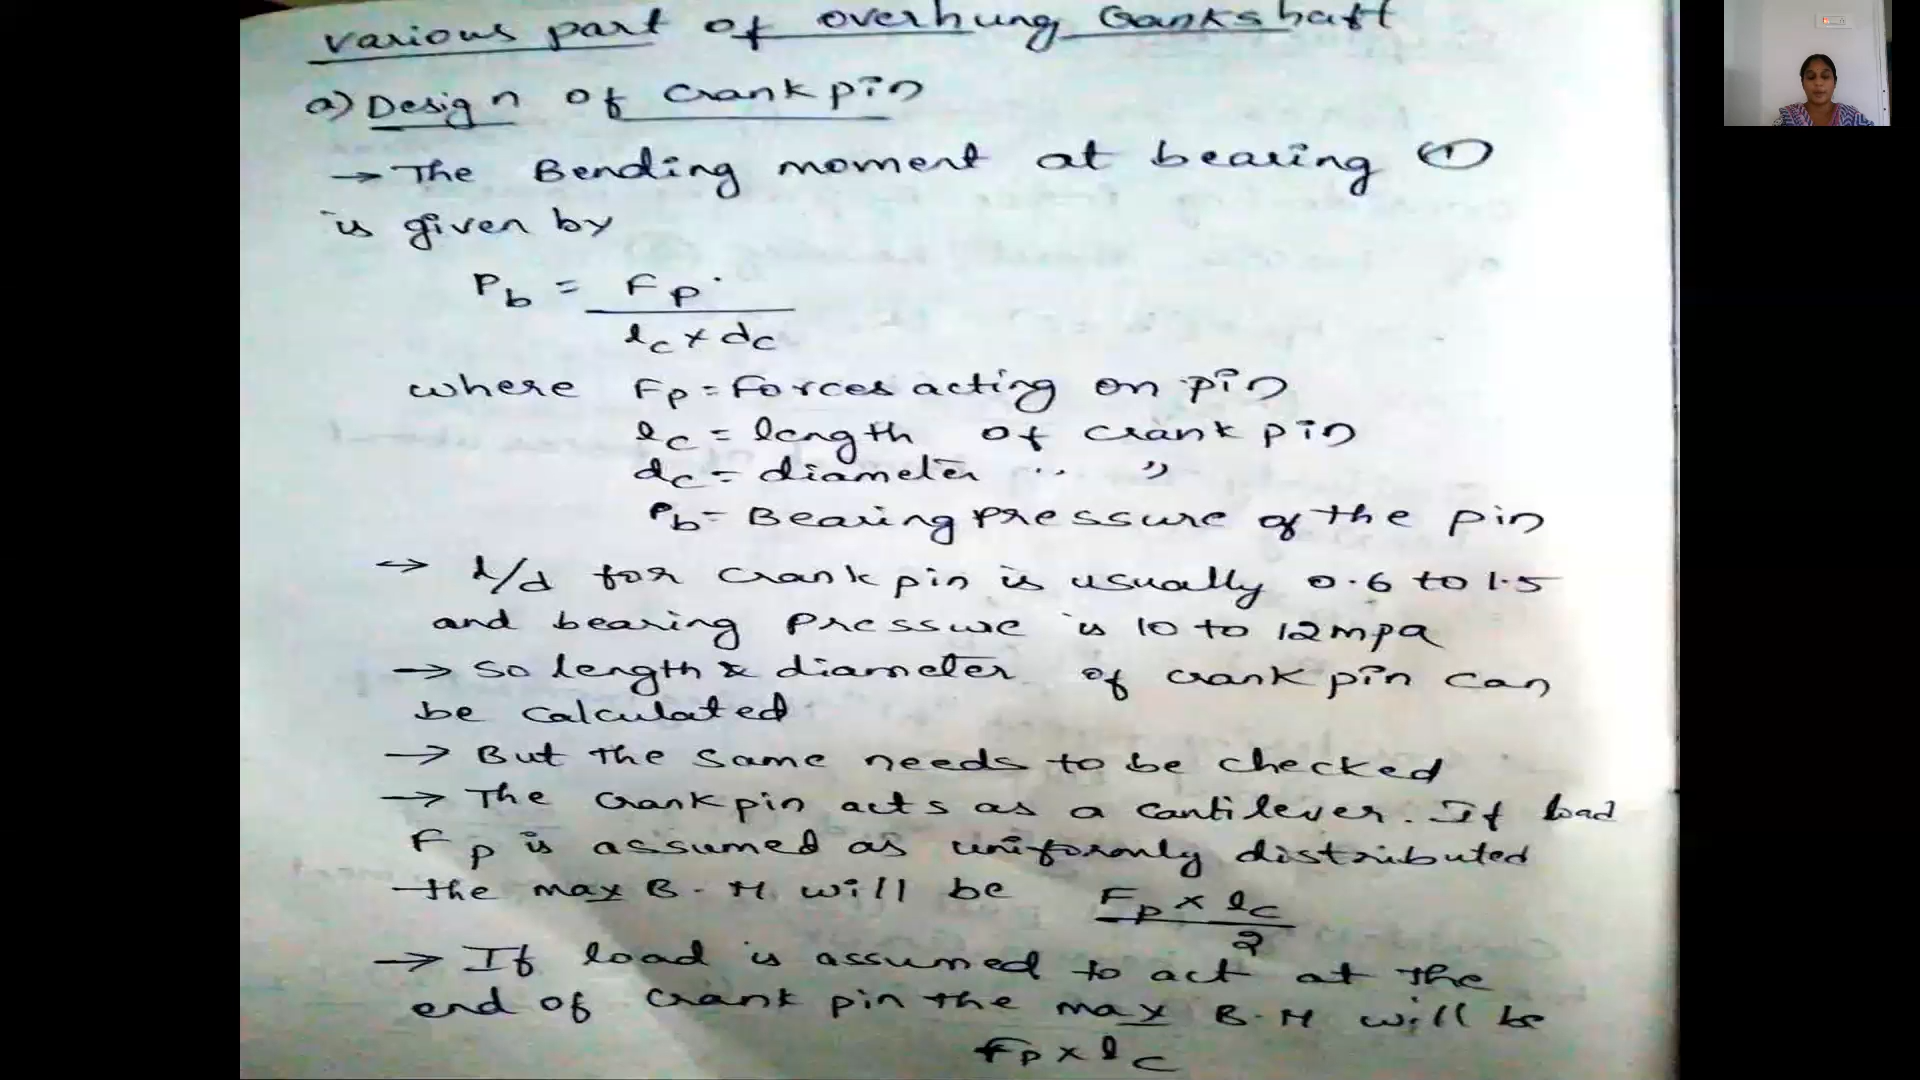 various part of overhung Crankshaft
a) Design of crankpin
→ The Bending moment at bearing ①
is given by
Pb = Fp
lc × dc
where Fp = Forces acting on pin
lc = length of crank pin
dc = diameter " "
Pb = Bearing pressure of the pin
→ l/d for crank pin is usually 0.6 to 1.5
and bearing pressure is 10 to 12 mpa
→ so length & diameter of crank pin can
be calculated
→ But the same needs to be checked
→ The crankpin acts as a cantilever. If load
Fp is assumed as uniformly distributed
the max B.M will be Fp × lc
2
→ If load is assumed to act at the
end of crank pin the max B.M will be
Fp × lc